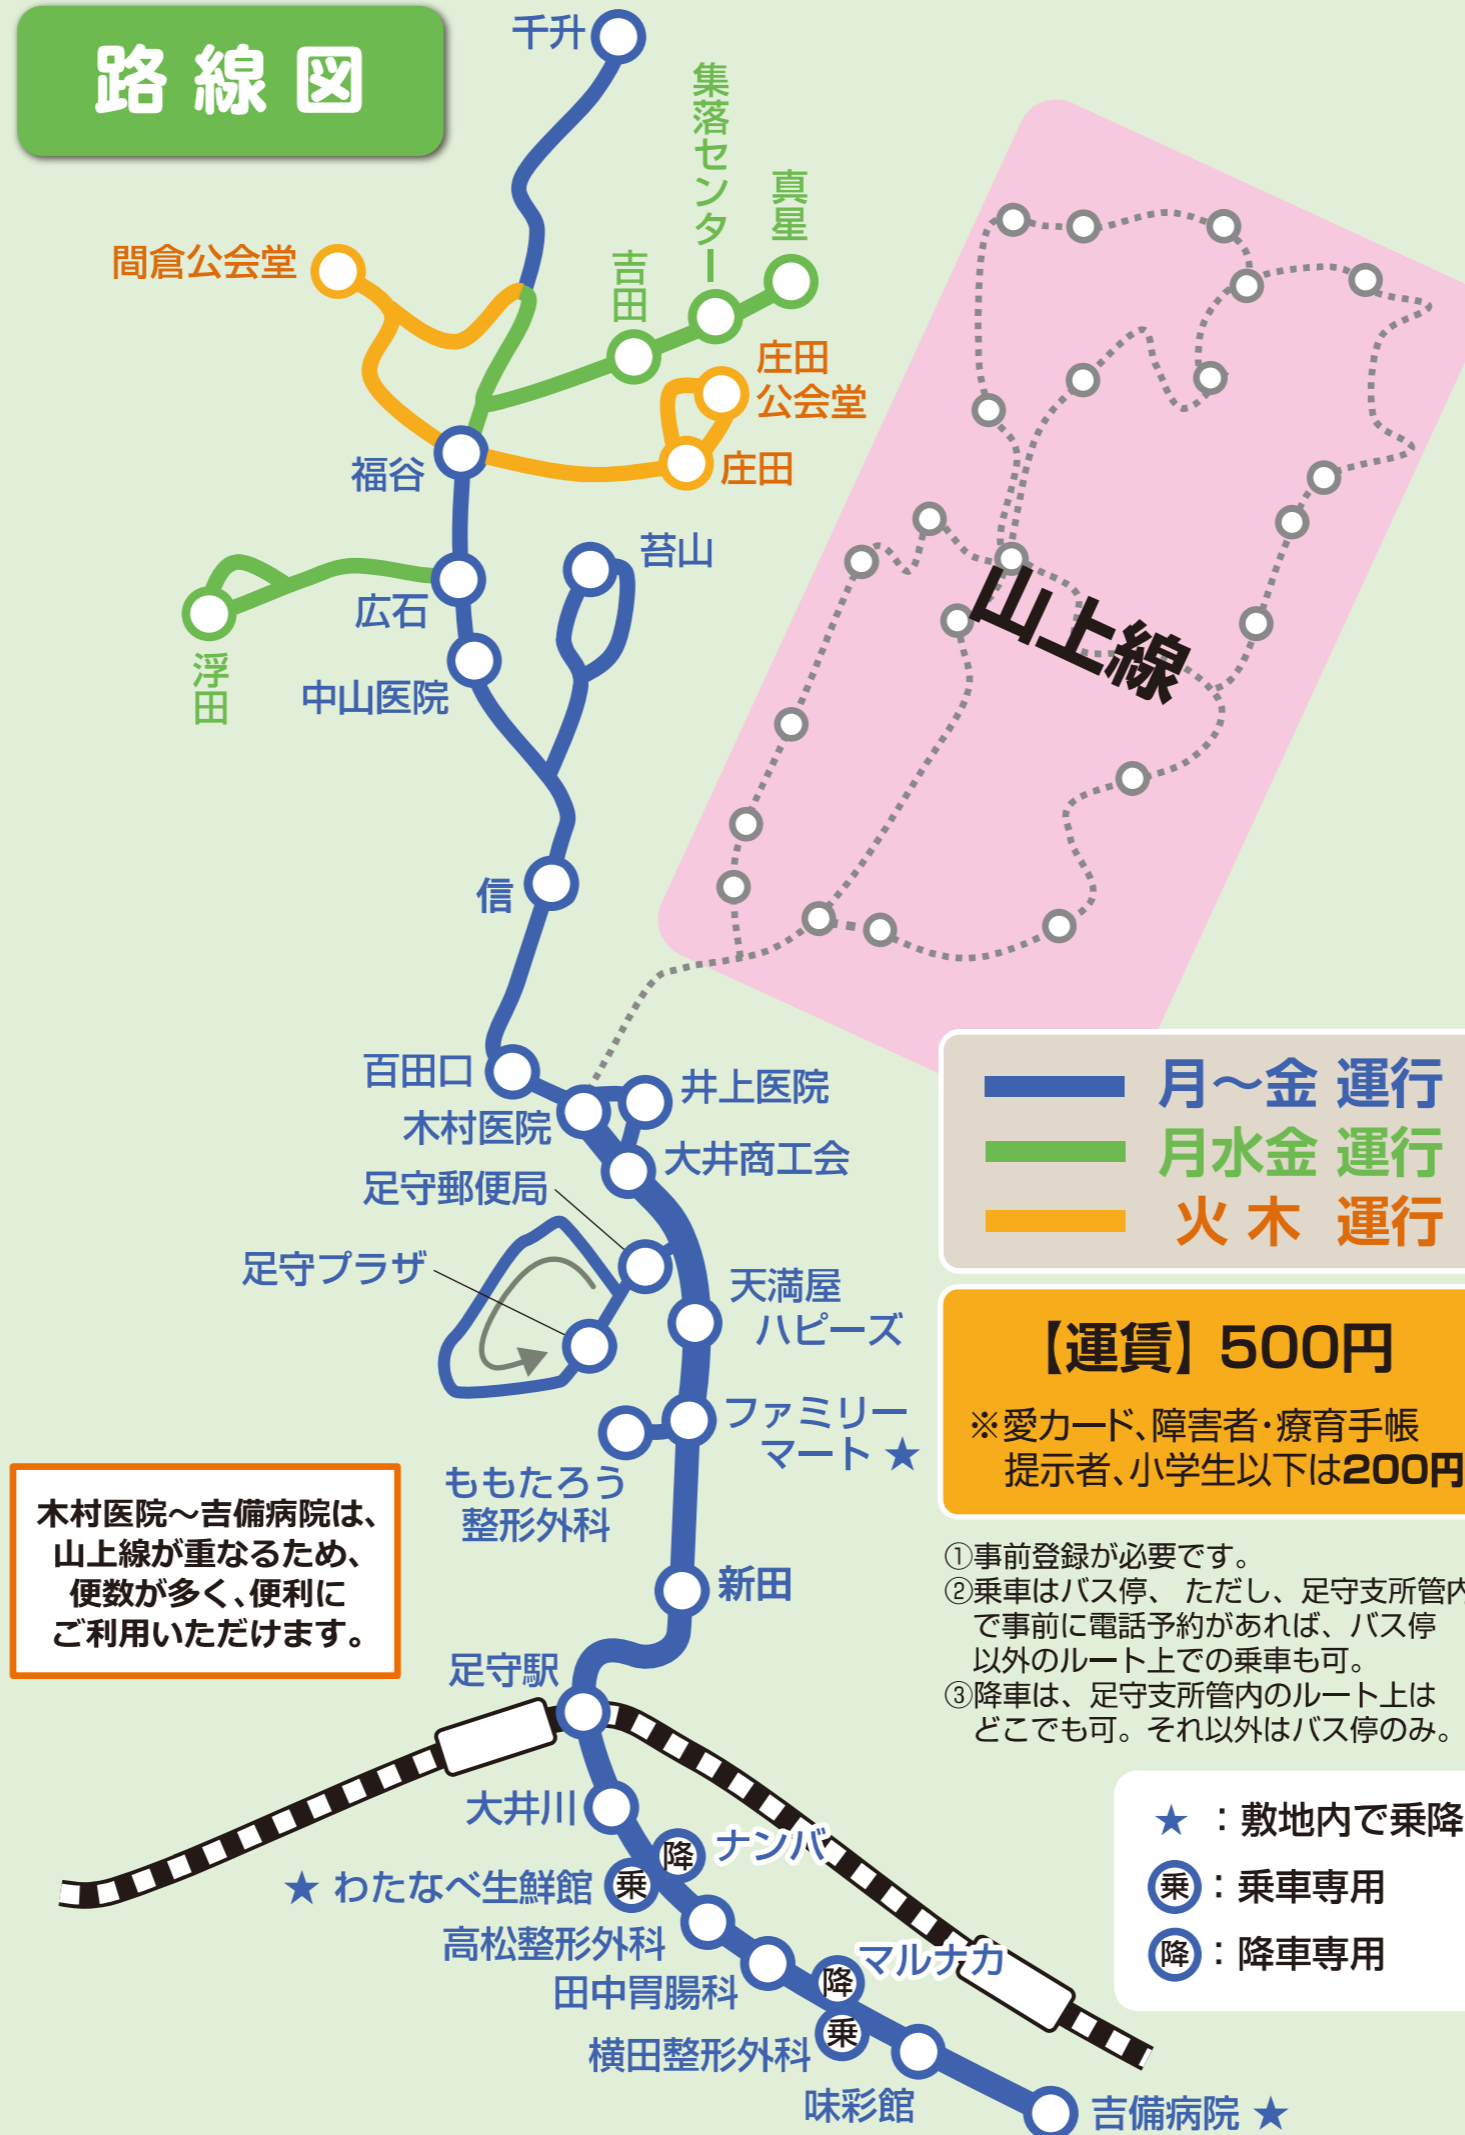 路線図
千升
集落センター
真星
吉田
間倉公会堂
庄田
公会堂
庄田
福谷
苔山
広石
浮田
中山医院
山上線
信
百田口
井上医院
木村医院
大井商工会
足守郵便局
足守プラザ
天満屋
ハピーズ
ファミリー
マート ★
ももたろう
整形外科
新田
足守駅
大井川
ナンバ
降
★ わたなべ生鮮館
乗
高松整形外科
マルナカ
降
田中胃腸科
乗
横田整形外科
味彩館
吉備病院 ★
木村医院～吉備病院は、
山上線が重なるため、
便数が多く、便利に
ご利用いただけます。
月～金 運行
月水金 運行
火 木 運行
【運賃】500円
※愛カード、障害者・療育手帳
提示者、小学生以下は200円
①事前登録が必要です。
②乗車はバス停、 ただし、足守支所管内
で事前に電話予約があれば、バス停
以外のルート上での乗車も可。
③降車は、足守支所管内のルート上は
どこでも可。それ以外はバス停のみ。
★ ：敷地内で乗降
乗：乗車専用
降：降車専用